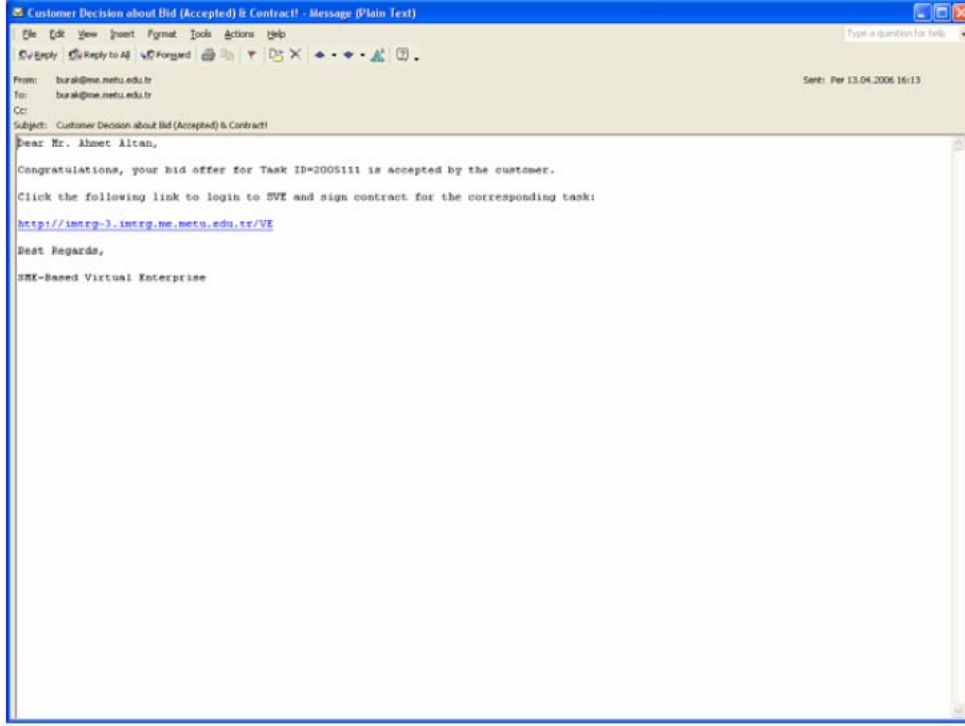 Customer Decision about Bid (Accepted) & Contract! - Message (Plain Text)
File Edit View Insert Format Tools Actions Help
Type a question for help
Reply Reply to All Forward
From: burak@me.metu.edu.tr
Sent: Per 13.04.2006 16:13
To: burak@me.metu.edu.tr
Cc:
Subject: Customer Decision about Bid (Accepted) & Contract!
Dear Mr. Ahmet Altan,
Congratulations, your bid offer for Task ID=2005111 is accepted by the customer.
Click the following link to login to SVE and sign contract for the corresponding task:
http://imtrg-3.imtrg.me.metu.edu.tr/VE
Best Regards,
SME-Based Virtual Enterprise